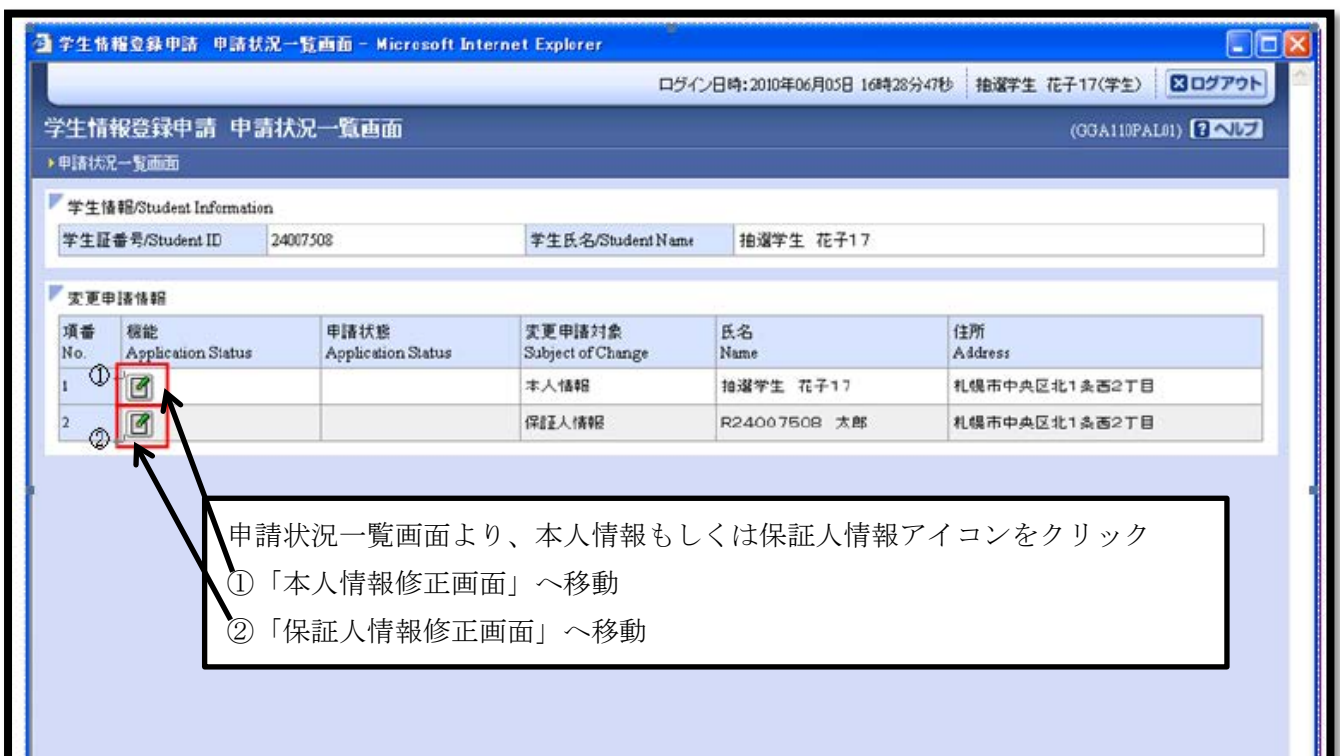 学生情報登録申請 申請状況一覧画面 - Microsoft Internet Explorer
ログイン日時:2010年06月05日 16時28分47秒 抽選学生 花子17(学生) ログアウト
学生情報登録申請 申請状況一覧画面 (GGA110PAL01) ? ヘルプ
申請状況一覧画面
学生情報/Student Information
学生証番号/Student ID 24007508 学生氏名/Student Name 抽選学生 花子17
変更申請情報
項番 機能 申請状態 変更申請対象 氏名 住所
No. Application Status Application Status Subject of Change Name Address
1 ① 本人情報 抽選学生 花子17 札幌市中央区北1条西2丁目
2 ② 保証人情報 R24007508 太郎 札幌市中央区北1条西2丁目
申請状況一覧画面より、本人情報もしくは保証人情報アイコンをクリック
①「本人情報修正画面」へ移動
②「保証人情報修正画面」へ移動